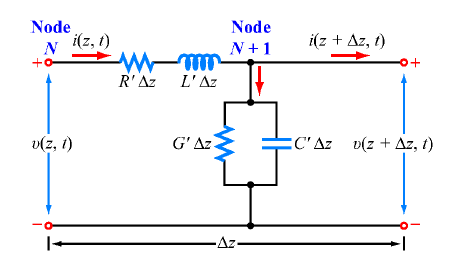 Node
N
i(z, t)
Node
N + 1
i(z + Δz, t)
+
+
R′ Δz
L′ Δz
υ(z, t)
G′ Δz
C′ Δz
υ(z + Δz, t)
−
−
Δz